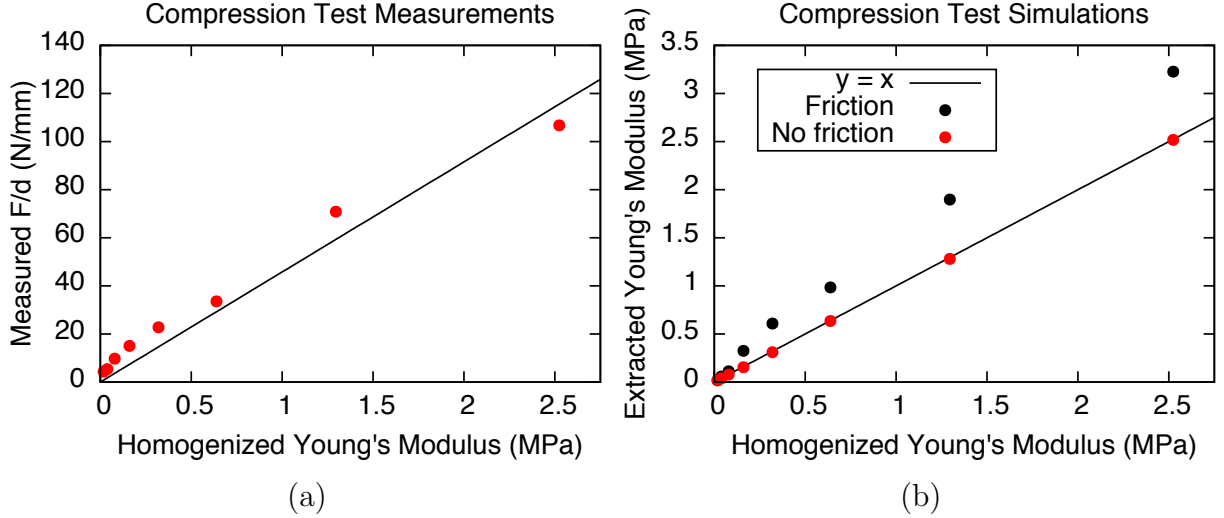 Compression Test Measurements
Measured F/d (N/mm)
140
120
100
80
60
40
20
0
0 0.5 1 1.5 2 2.5
Homogenized Young's Modulus (MPa)
(a)
Compression Test Simulations
Extracted Young's Modulus (MPa)
3.5
3
2.5
2
1.5
1
0.5
0
y = x
Friction
No friction
0 0.5 1 1.5 2 2.5
Homogenized Young's Modulus (MPa)
(b)